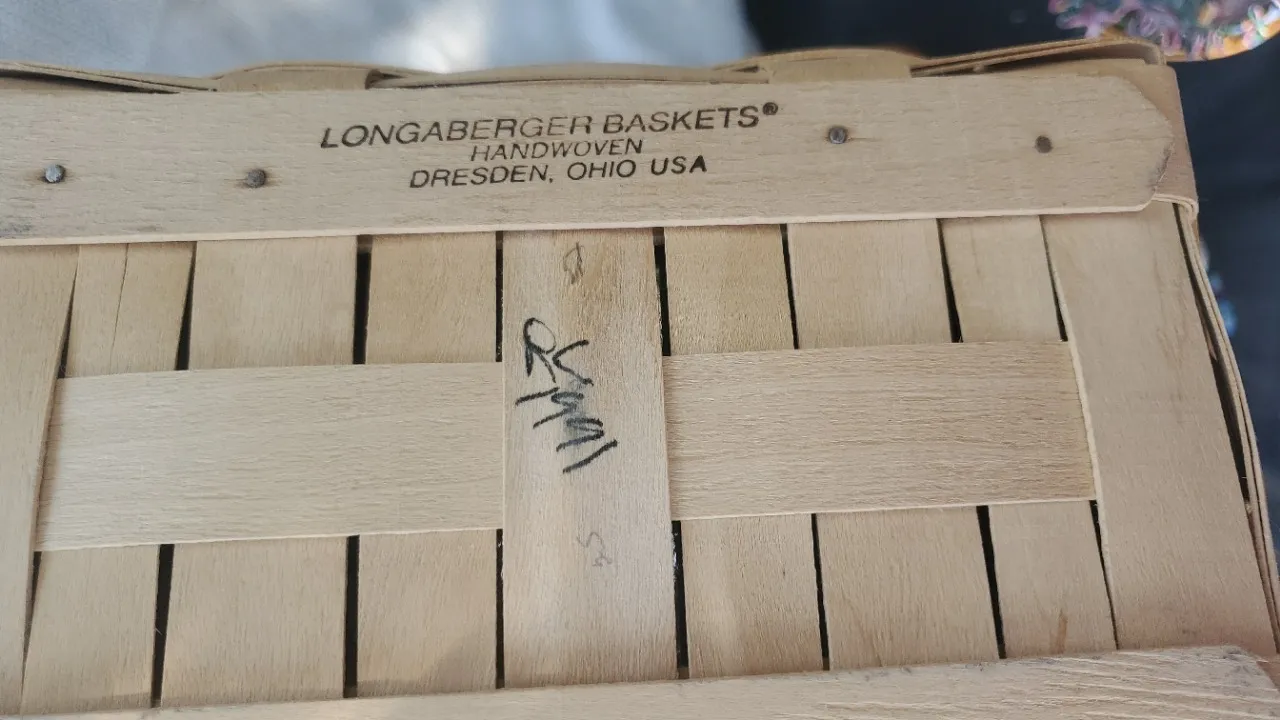 LONGABERGER BASKETS®
HANDWOVEN
DRESDEN, OHIO USA
1991